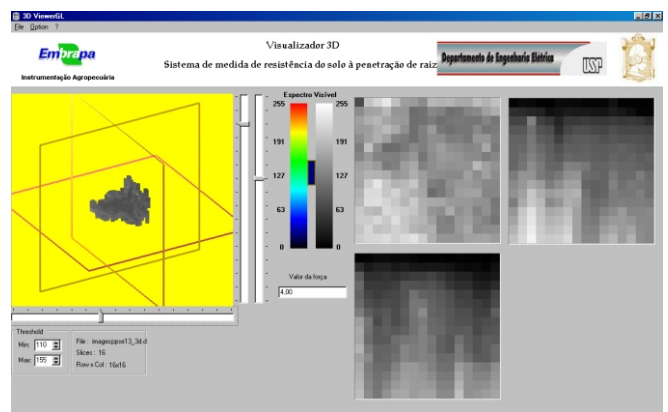 3D ViewerGL
File Option ?
Embrapa
Instrumentação Agropecuária
Visualizador 3D
Sistema de medida de resistência do solo à penetração de raiz
Departamento de Engenharia Elétrica
USP
Espectro Visível
255 255
191 191
127 127
63 63
0 0
Valor da força
4,00
Threshold
Min: 110
Max: 155
File : imagesppse13_3d.d
Slices : 16
Row x Col : 16x16